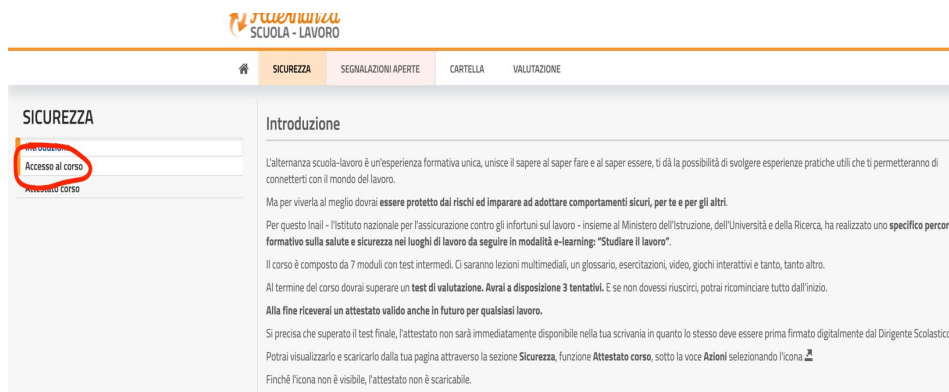 Alternanza
SCUOLA - LAVORO
SICUREZZA
SEGNALAZIONI APERTE
CARTELLA
VALUTAZIONE
SICUREZZA
Introduzione
Accesso al corso
Attestato corso
Introduzione
L'alternanza scuola-lavoro è un'esperienza formativa unica, unisce il sapere al saper fare e al saper essere, ti dà la possibilità di svolgere esperienze pratiche utili che ti permetteranno di
connetterti con il mondo del lavoro.
Ma per viverla al meglio dovrai essere protetto dai rischi ed imparare ad adottare comportamenti sicuri, per te e per gli altri.
Per questo Inail - l'Istituto nazionale per l'assicurazione contro gli infortuni sul lavoro - insieme al Ministero dell'Istruzione, dell'Università e della Ricerca, ha realizzato uno specifico percor
formativo sulla salute e sicurezza nei luoghi di lavoro da seguire in modalità e-learning: "Studiare il lavoro".
Il corso è composto da 7 moduli con test intermedi. Ci saranno lezioni multimediali, un glossario, esercitazioni, video, giochi interattivi e tanto, tanto altro.
Al termine del corso dovrai superare un test di valutazione. Avrai a disposizione 3 tentativi. E se non dovessi riuscirci, potrai ricominciare tutto dall'inizio.
Alla fine riceverai un attestato valido anche in futuro per qualsiasi lavoro.
Si precisa che superato il test finale, l'attestato non sarà immediatamente disponibile nella tua scrivania in quanto lo stesso deve essere prima firmato digitalmente dal Dirigente Scolastico
Potrai visualizzarlo e scaricarlo dalla tua pagina attraverso la sezione Sicurezza, funzione Attestato corso, sotto la voce Azioni selezionando l'icona
Finché l'icona non è visibile, l'attestato non è scaricabile.